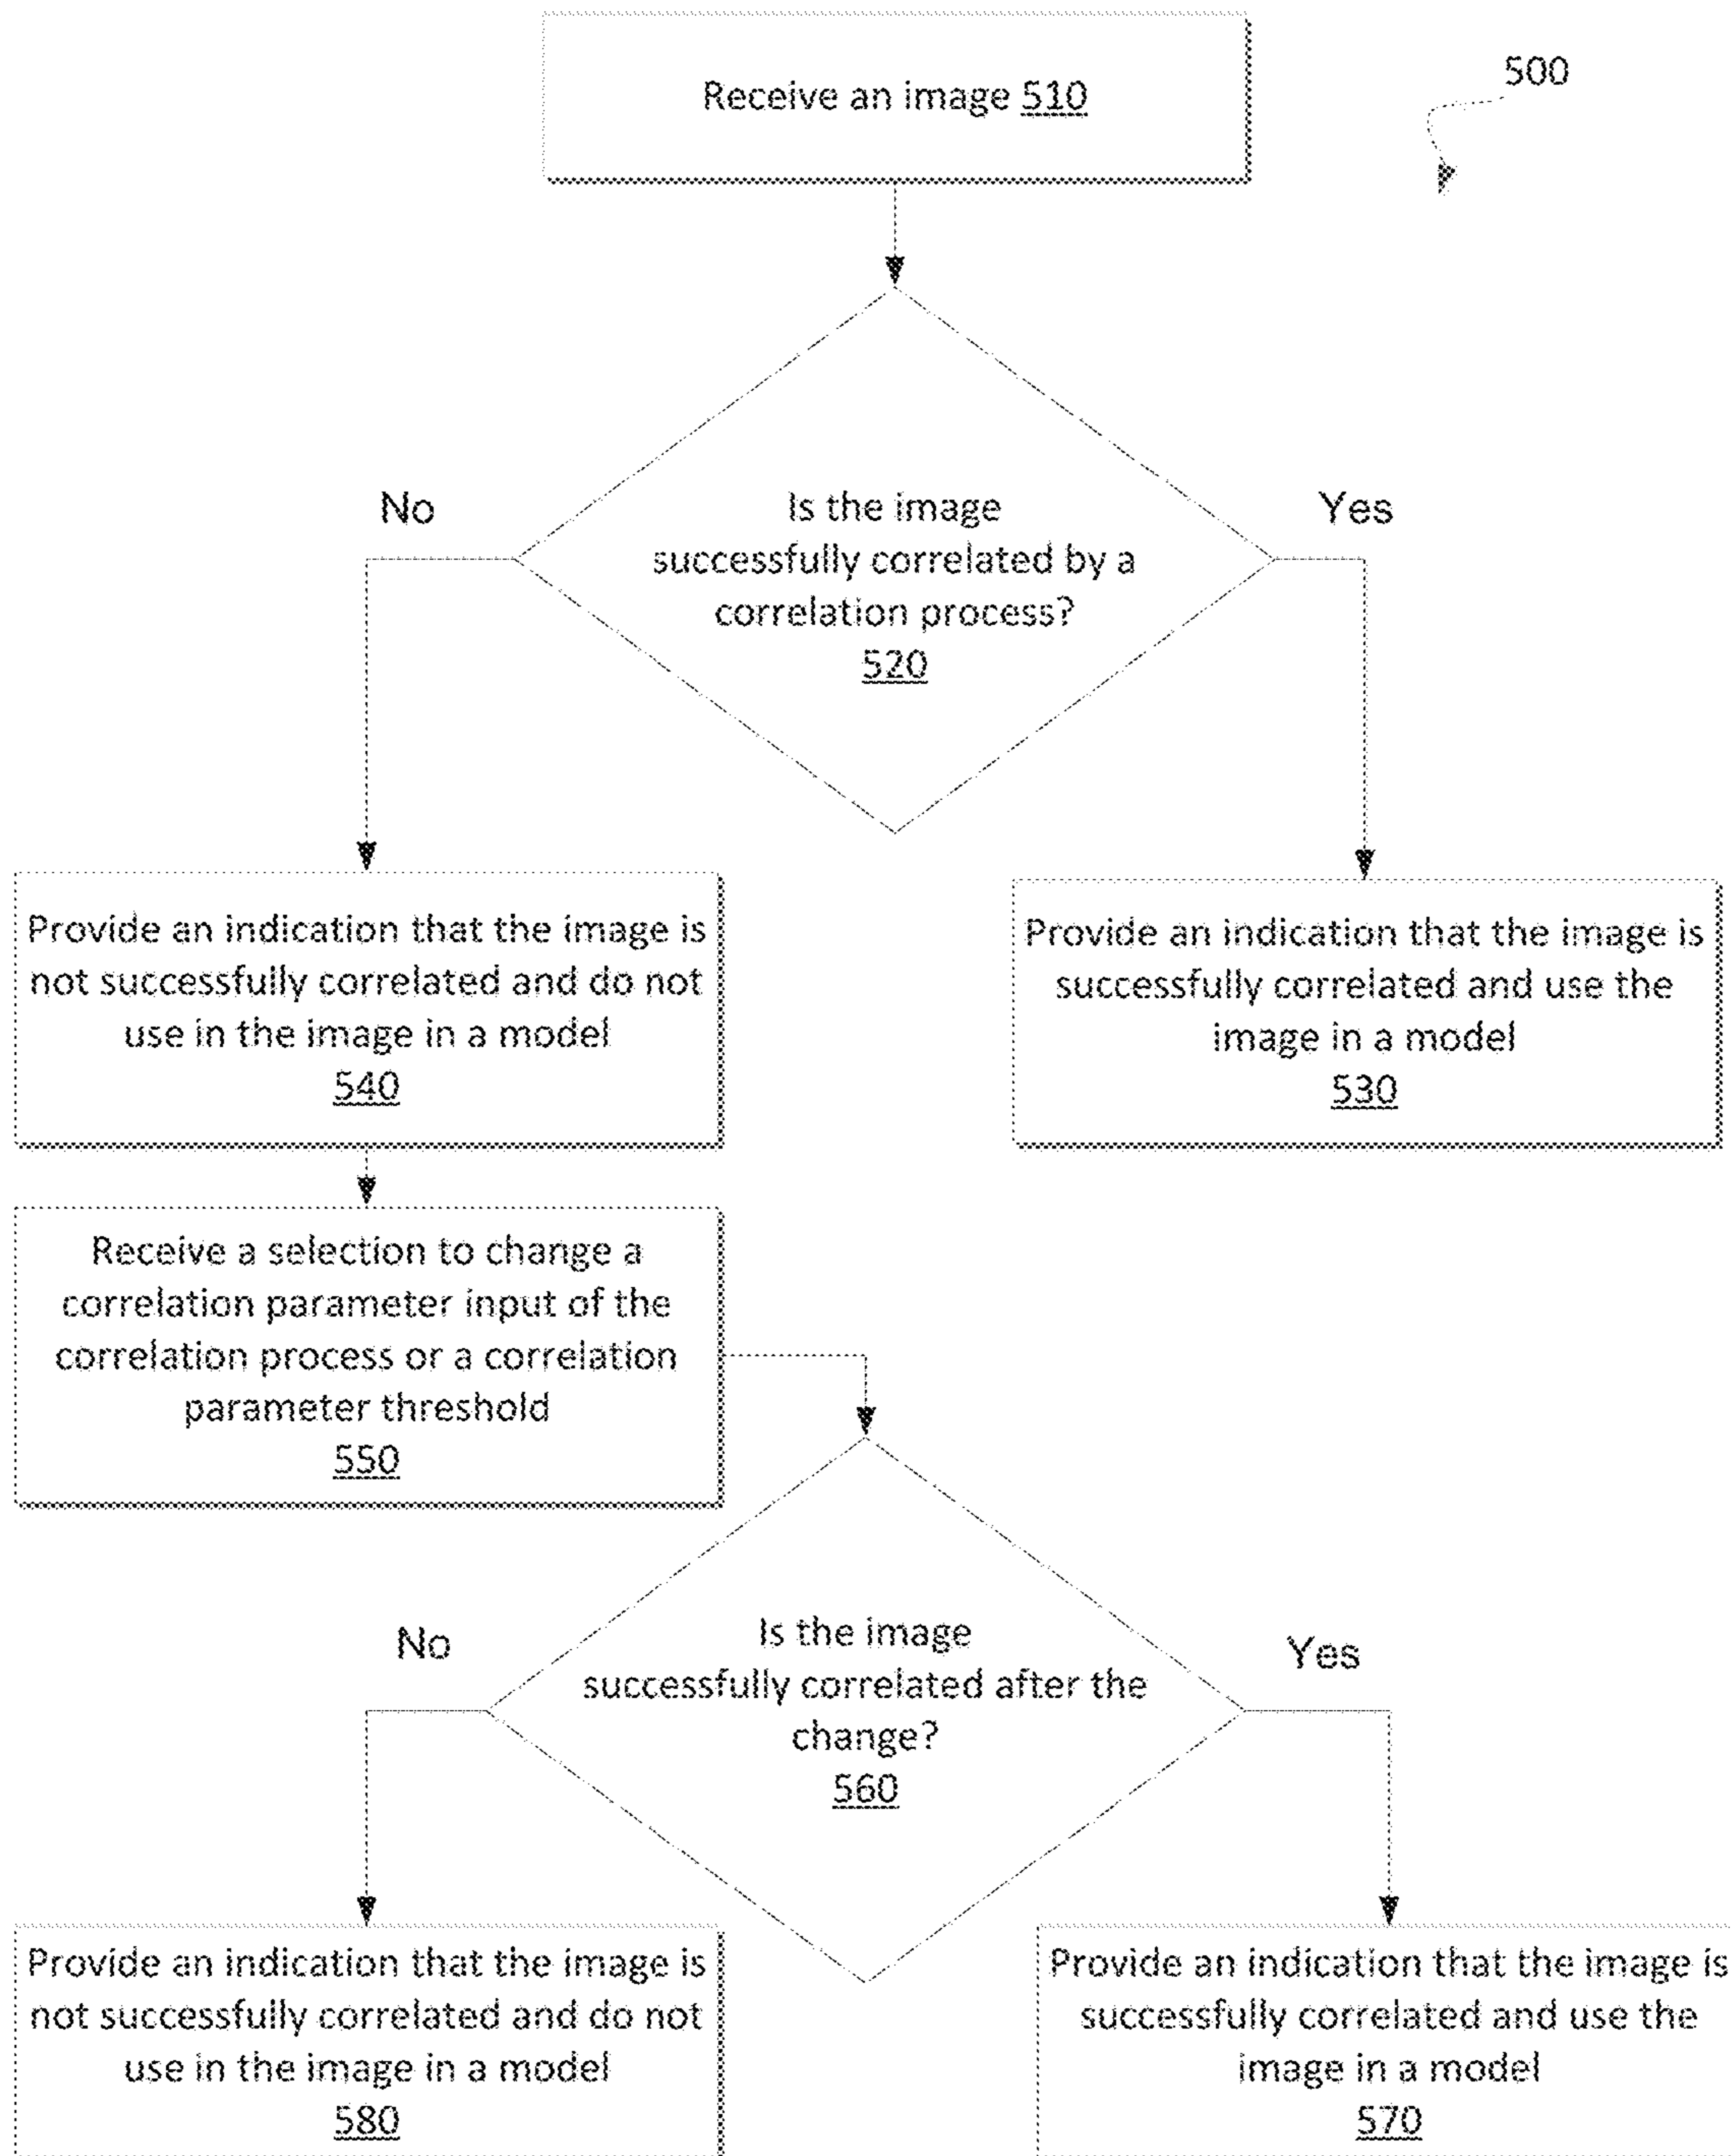 Receive an image 510
500
Is the image
successfully correlated by a
correlation process?
520
No
Yes
Provide an indication that the image is
not successfully correlated and do not
use in the image in a model
540
Provide an indication that the image is
successfully correlated and use the
image in a model
530
Receive a selection to change a
correlation parameter input of the
correlation process or a correlation
parameter threshold
550
Is the image
successfully correlated after the
change?
560
No
Yes
Provide an indication that the image is
not successfully correlated and do not
use in the image in a model
580
Provide an indication that the image is
successfully correlated and use the
image in a model
570